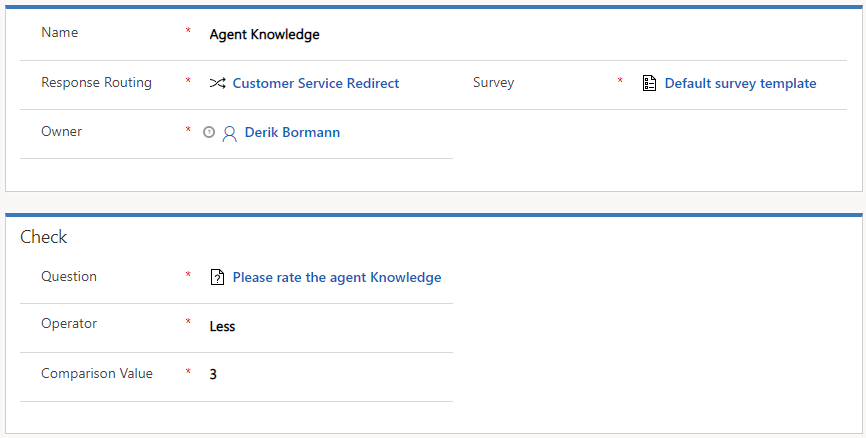 Name * Agent Knowledge
Response Routing * Customer Service Redirect Survey * Default survey template
Owner * Derik Bormann
Check
Question * Please rate the agent Knowledge
Operator * Less
Comparison Value * 3